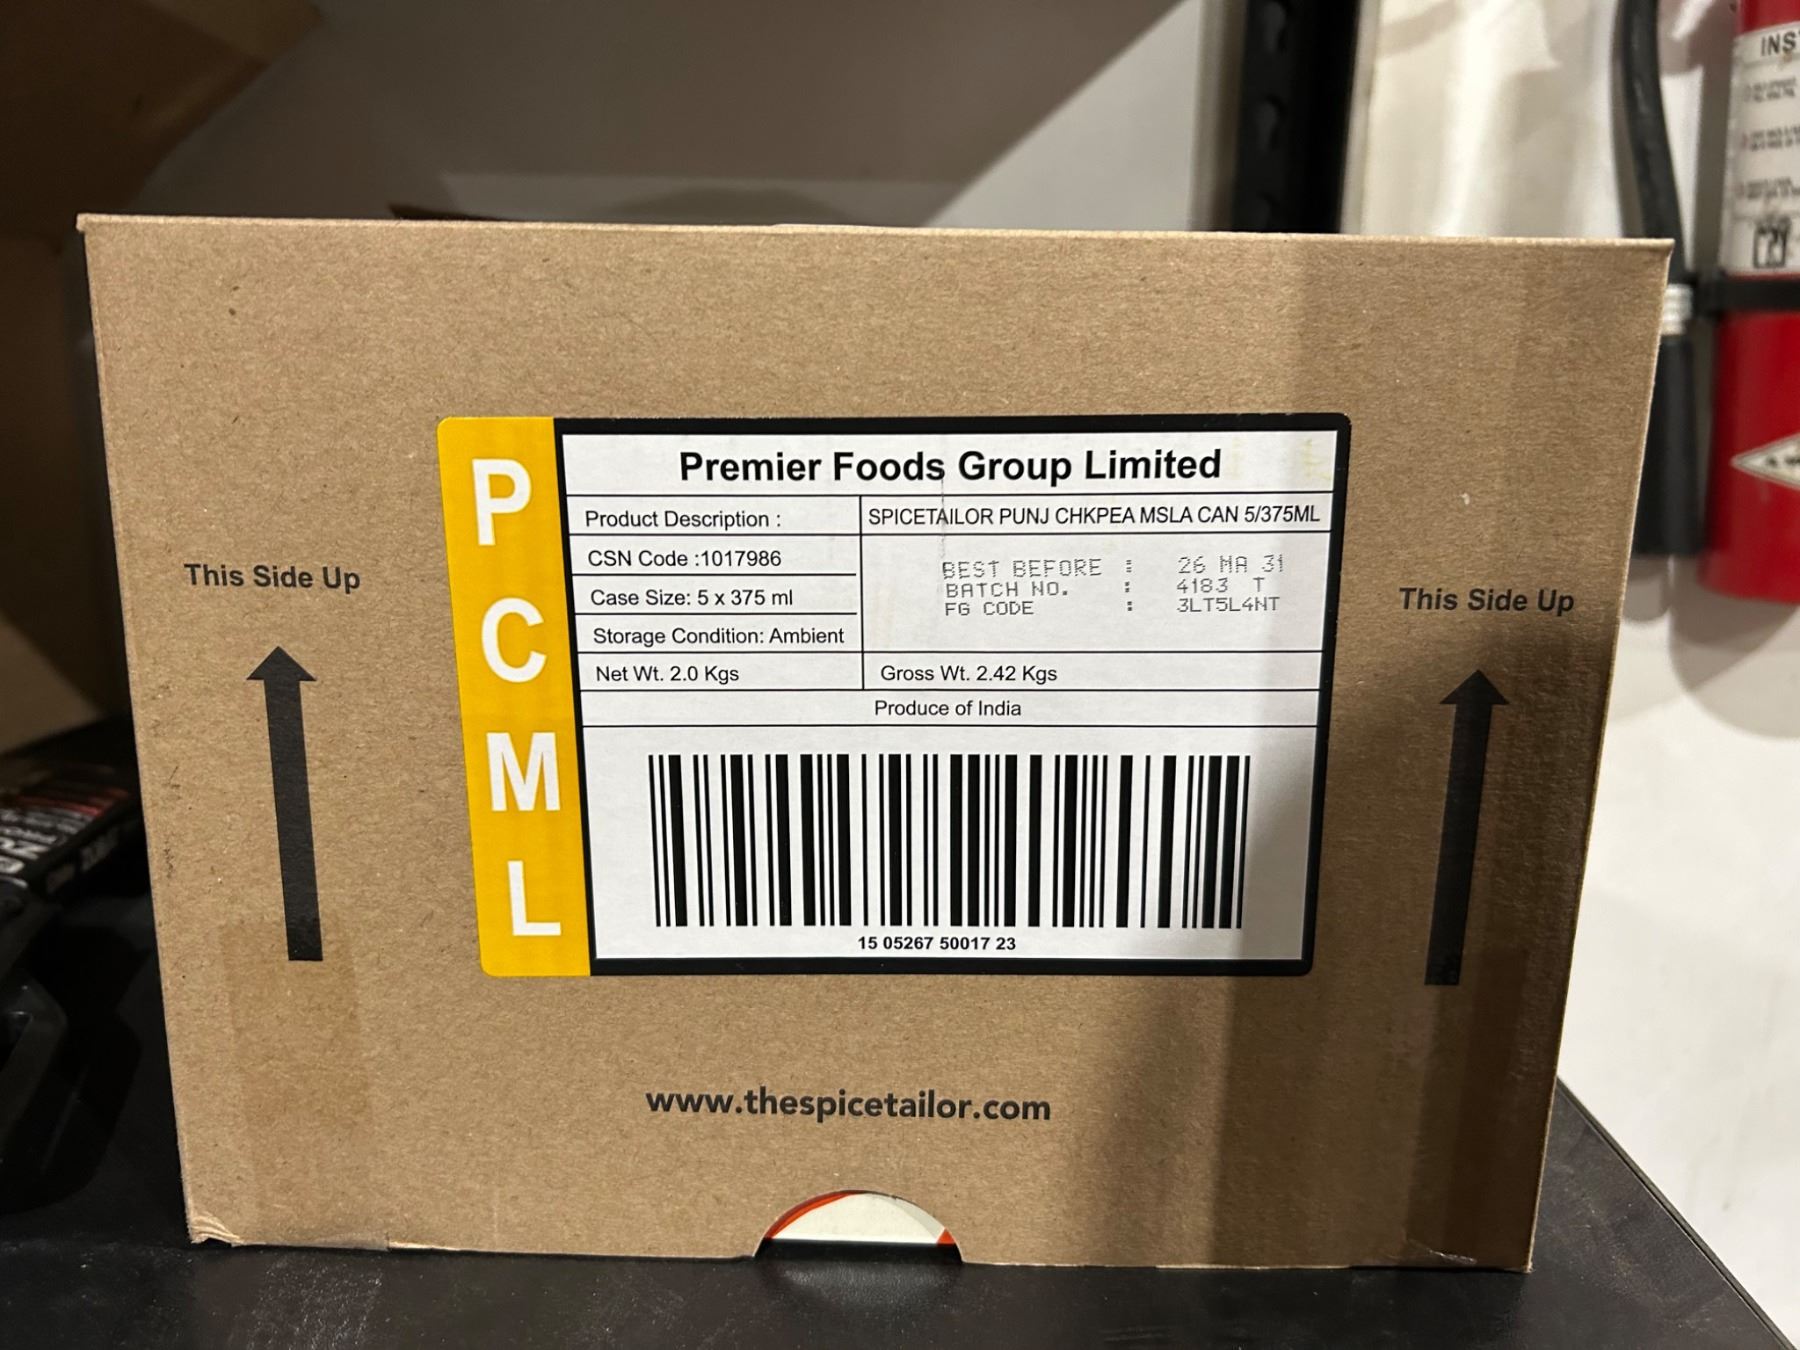 Premier Foods Group Limited
Product Description : SPICETAILOR PUNJ CHKPEA MSLA CAN 5/375ML
CSN Code :1017986
Case Size: 5 x 375 ml
Storage Condition: Ambient
BEST BEFORE : 26 MA 31
BATCH NO. : 4183 T
FG CODE : 3LT5L4NT
Net Wt. 2.0 Kgs Gross Wt. 2.42 Kgs
Produce of India
15 05267 50017 23
P
C
M
L
This Side Up
This Side Up
www.thespicetailor.com
INS